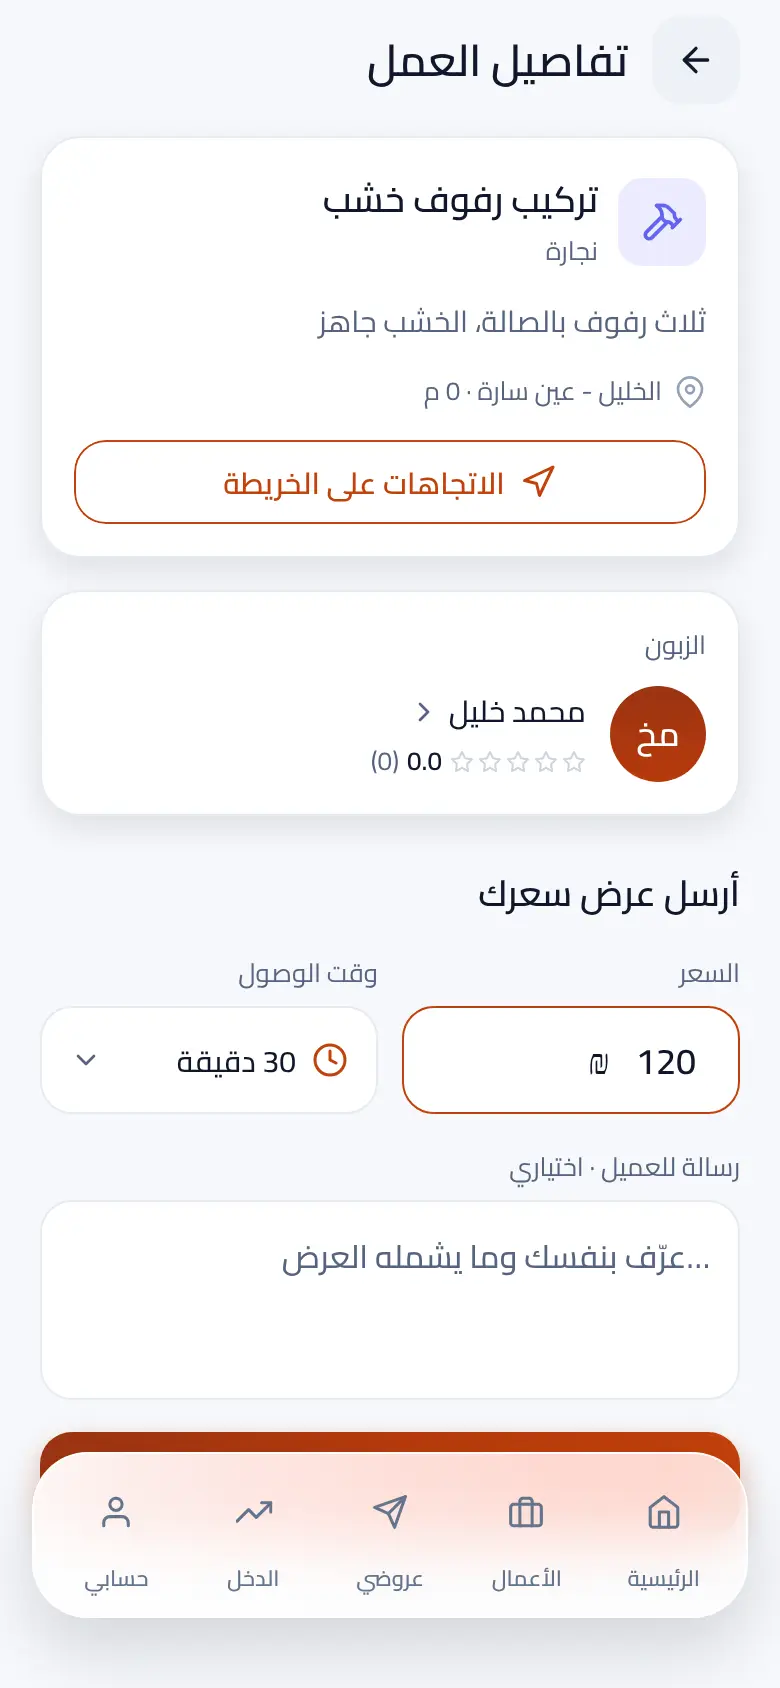 تفاصيل العمل
تركيب رفوف خشب
نجارة
ثلاث رفوف بالصالة، الخشب جاهز
الخليل - عين سارة · 0 م
الاتجاهات على الخريطة
الزبون
مخ
محمد خليل
0.0 (0)
أرسل عرض سعرك
السعر
وقت الوصول
120 ₪
30 دقيقة
رسالة للعميل · اختياري
عرّف بنفسك وما يشمله العرض...
الرئيسية
الأعمال
عروضي
الدخل
حسابي